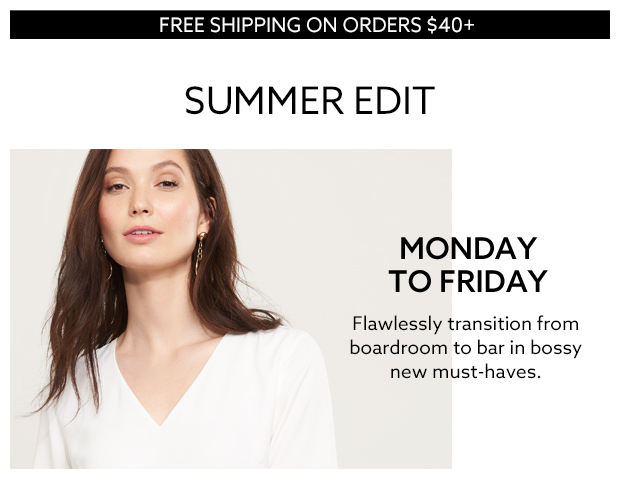 FREE SHIPPING ON ORDERS $40+
SUMMER EDIT
MONDAY
TO FRIDAY
Flawlessly transition from
boardroom to bar in bossy
new must-haves.